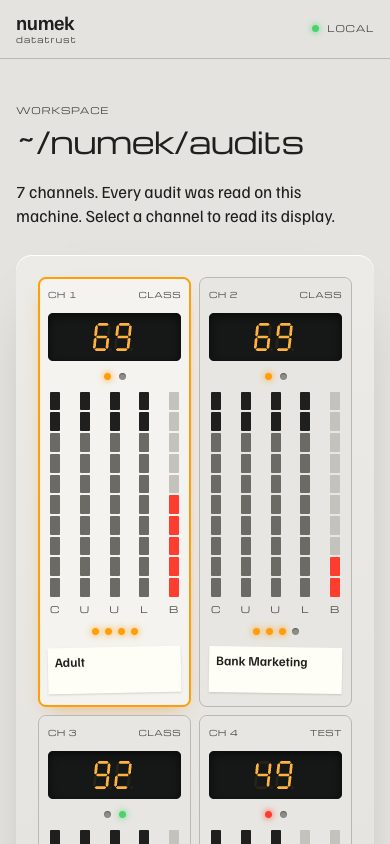 numek
datatrust
LOCAL
WORKSPACE
~/numek/audits
7 channels. Every audit was read on this
machine. Select a channel to read its display.
CH 1 CLASS
69
C U U L B
Adult
CH 2 CLASS
69
C U U L B
Bank Marketing
CH 3 CLASS
92
CH 4 TEST
49